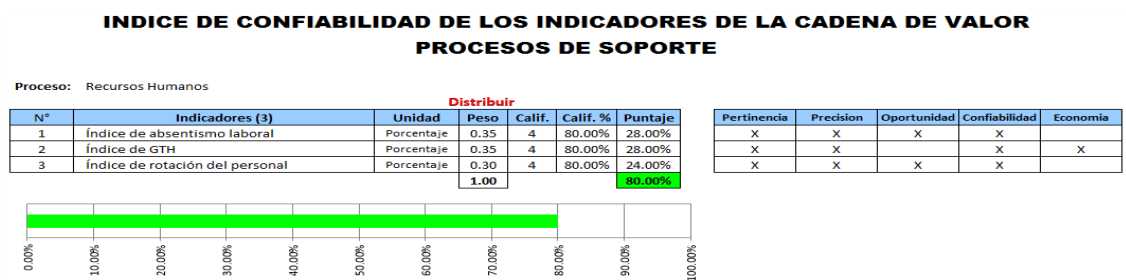 INDICE DE CONFIABILIDAD DE LOS INDICADORES DE LA CADENA DE VALOR
PROCESOS DE SOPORTE
Proceso: Recursos Humanos
Distribuir
N° Indicadores (3) Unidad Peso Calif. Calif. % Puntaje Pertinencia Precision Oportunidad Confiabilidad Economia
1 Índice de absentismo laboral Porcentaje 0.35 4 80.00% 28.00% X X X X
2 Índice de GTH Porcentaje 0.35 4 80.00% 28.00% X X X X
3 Índice de rotación del personal Porcentaje 0.30 4 80.00% 24.00% X X X X
1.00 80.00%
0.00% 10.00% 20.00% 30.00% 40.00% 50.00% 60.00% 70.00% 80.00% 90.00% 100.00%